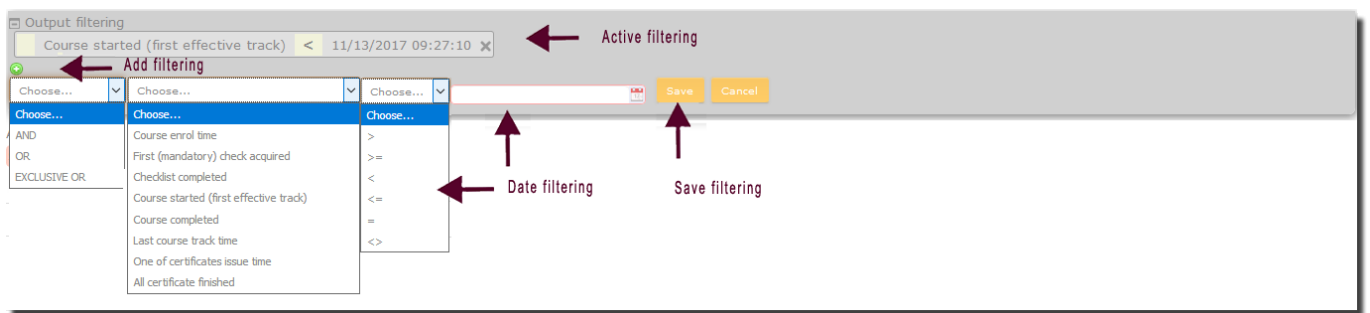 Output filtering
Course started (first effective track) < 11/13/2017 09:27:10
Active filtering
Add filtering
Choose... Choose... Choose... Save Cancel
Choose... Choose... Choose...
AND Course enrol time >
OR First (mandatory) check acquired >=
EXCLUSIVE OR Checklist completed <
Course started (first effective track) <=
Course completed =
Last course track time <>
One of certificates issue time
All certificate finished
Date filtering
Save filtering